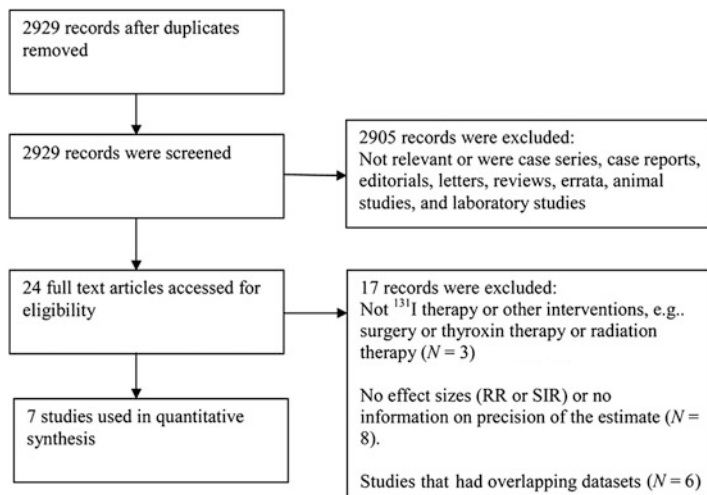 2929 records after duplicates
removed
2929 records were screened
2905 records were excluded:
Not relevant or were case series, case reports,
editorials, letters, reviews, errata, animal
studies, and laboratory studies
24 full text articles accessed for
eligibility
17 records were excluded:
Not ¹³¹I therapy or other interventions, e.g..
surgery or thyroxin therapy or radiation
therapy (N = 3)
No effect sizes (RR or SIR) or no
information on precision of the estimate (N =
8).
Studies that had overlapping datasets (N = 6)
7 studies used in quantitative
synthesis